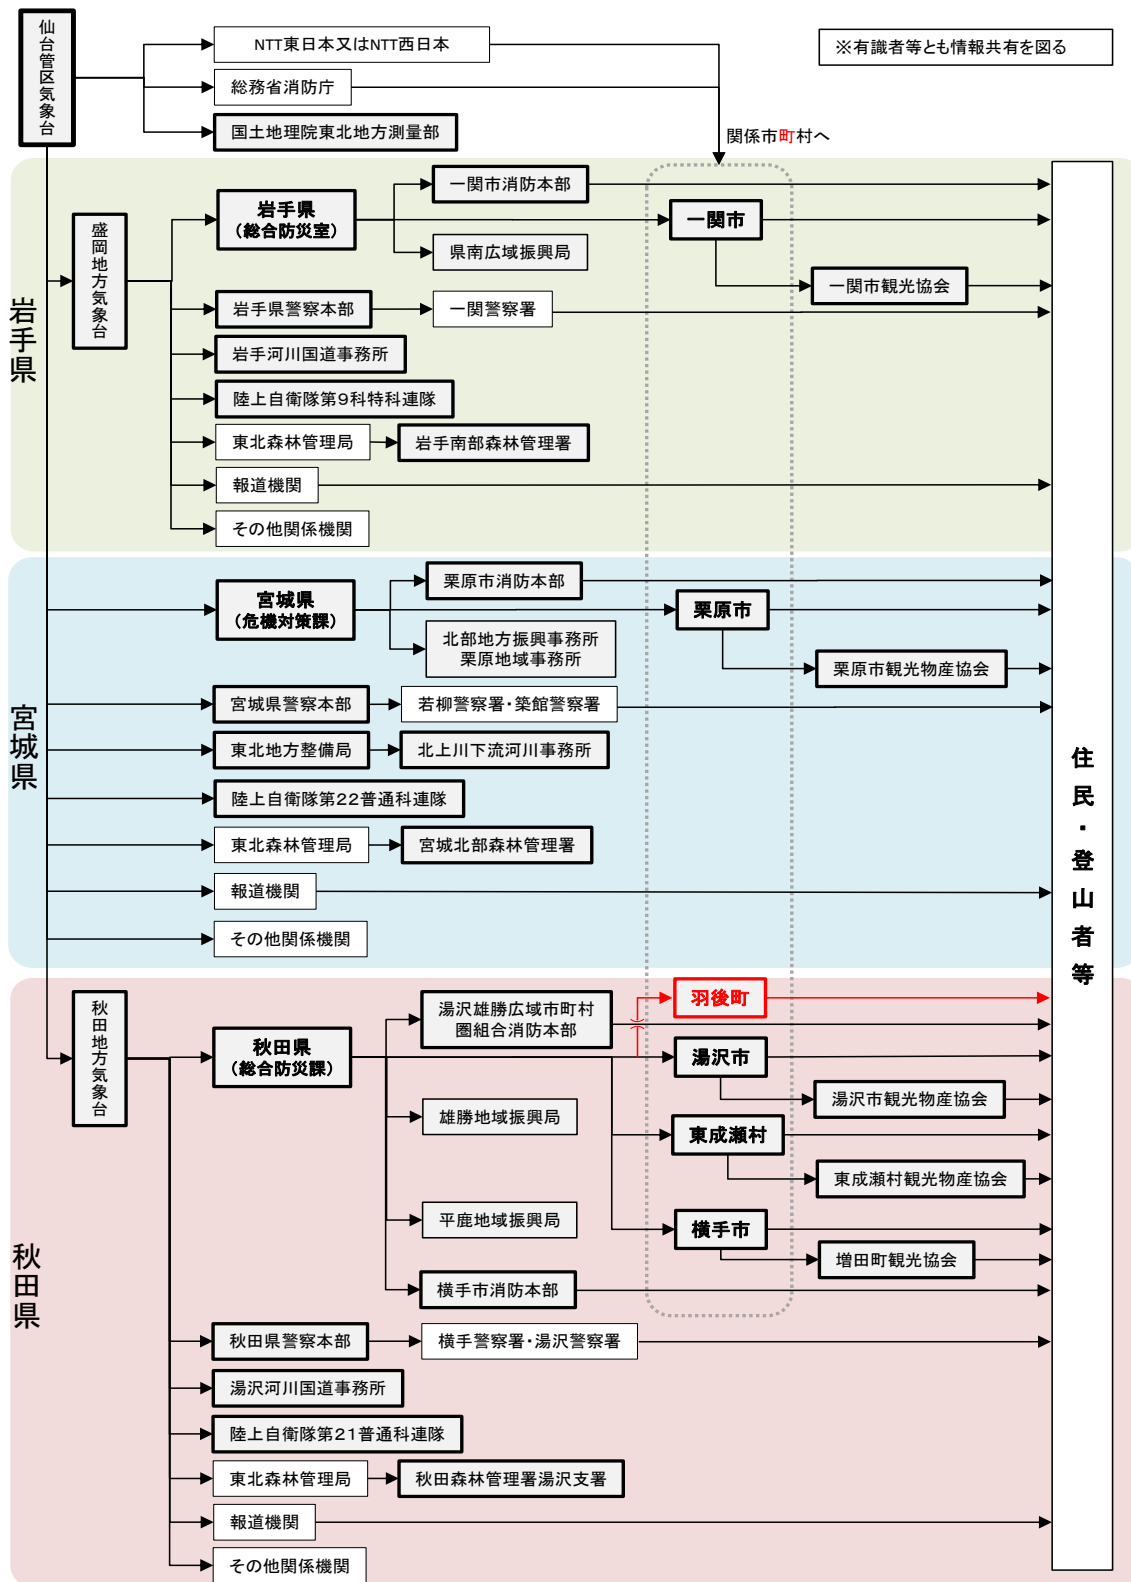 仙台管区気象台
NTT東日本又はNTT西日本
※有識者等とも情報共有を図る
総務省消防庁
国土地理院東北地方測量部
関係市町村へ
岩手県
盛岡地方気象台
岩手県
（総合防災室）
一関市消防本部
一関市
県南広域振興局
一関市観光協会
岩手県警察本部
一関警察署
岩手河川国道事務所
陸上自衛隊第9科特科連隊
東北森林管理局
岩手南部森林管理署
報道機関
その他関係機関
宮城県
宮城県
（危機対策課）
栗原市消防本部
栗原市
北部地方振興事務所
栗原地域事務所
栗原市観光物産協会
宮城県警察本部
若柳警察署・築館警察署
東北地方整備局
北上川下流河川事務所
陸上自衛隊第22普通科連隊
東北森林管理局
宮城北部森林管理署
報道機関
その他関係機関
住民・登山者等
秋田県
秋田地方気象台
秋田県
（総合防災課）
湯沢雄勝広域市町村
圏組合消防本部
羽後町
湯沢市
湯沢市観光物産協会
雄勝地域振興局
東成瀬村
東成瀬村観光物産協会
平鹿地域振興局
横手市
増田町観光協会
横手市消防本部
秋田県警察本部
横手警察署・湯沢警察署
湯沢河川国道事務所
陸上自衛隊第21普通科連隊
東北森林管理局
秋田森林管理署湯沢支署
報道機関
その他関係機関